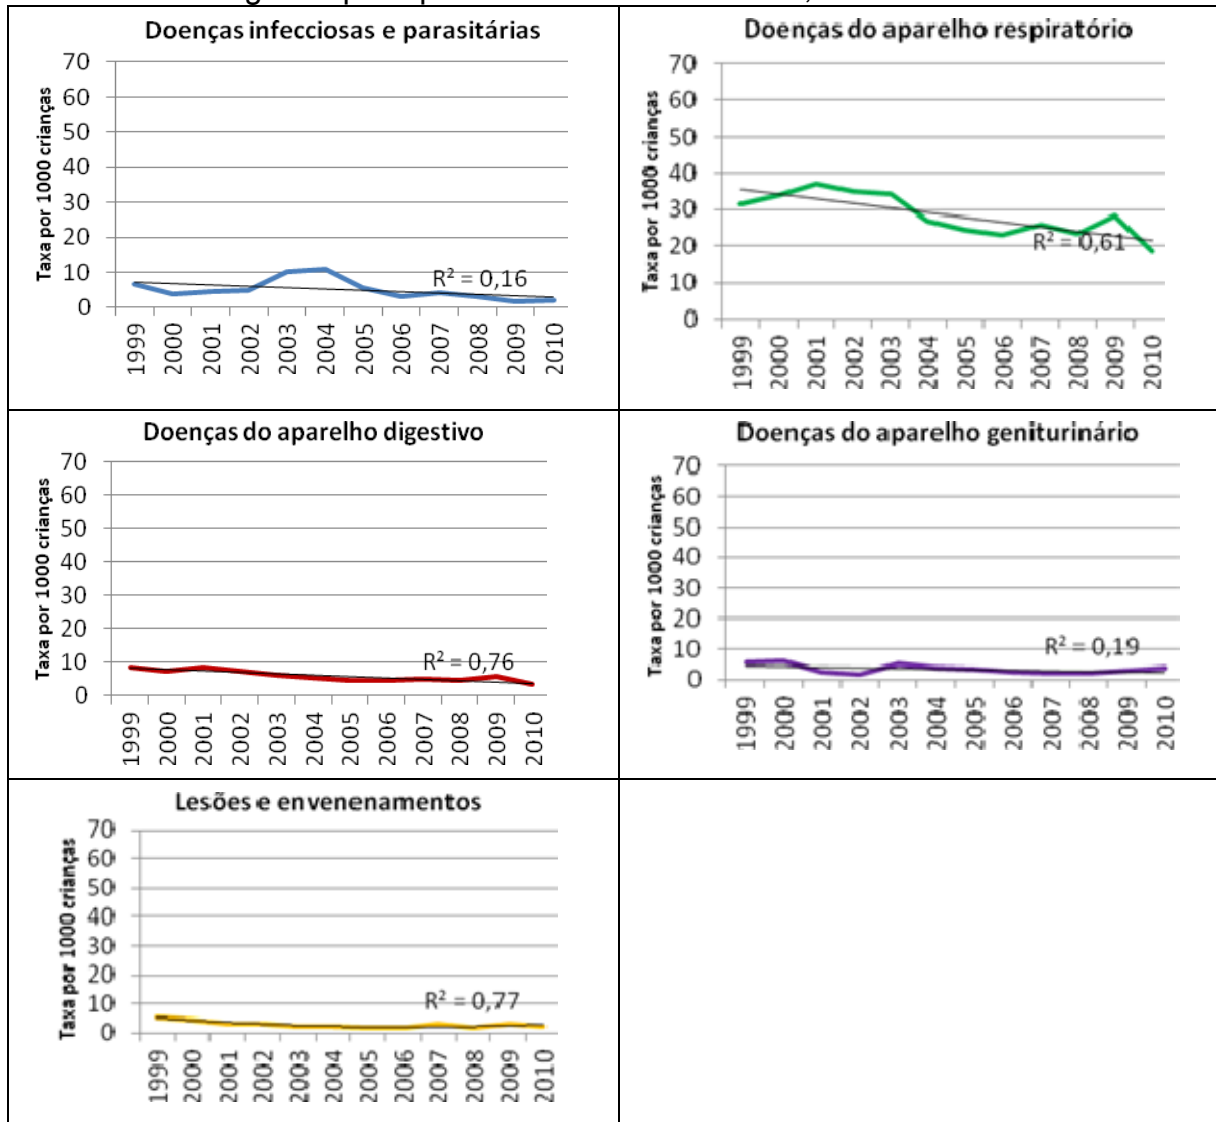 Doenças infecciosas e parasitárias
Taxa por 1000 crianças
70
60
50
40
30
20
10
0
R² = 0,16
1999 2000 2001 2002 2003 2004 2005 2006 2007 2008 2009 2010
Doenças do aparelho respiratório
Taxa por 1000 crianças
70
60
50
40
30
20
10
0
R² = 0,61
1999 2000 2001 2002 2003 2004 2005 2006 2007 2008 2009 2010
Doenças do aparelho digestivo
Taxa por 1000 crianças
70
60
50
40
30
20
10
0
R² = 0,76
1999 2000 2001 2002 2003 2004 2005 2006 2007 2008 2009 2010
Doenças do aparelho geniturinário
Taxa por 1000 crianças
70
60
50
40
30
20
10
0
R² = 0,19
1999 2000 2001 2002 2003 2004 2005 2006 2007 2008 2009 2010
Lesões e envenenamentos
Taxa por 1000 crianças
70
60
50
40
30
20
10
0
R² = 0,77
1999 2000 2001 2002 2003 2004 2005 2006 2007 2008 2009 2010